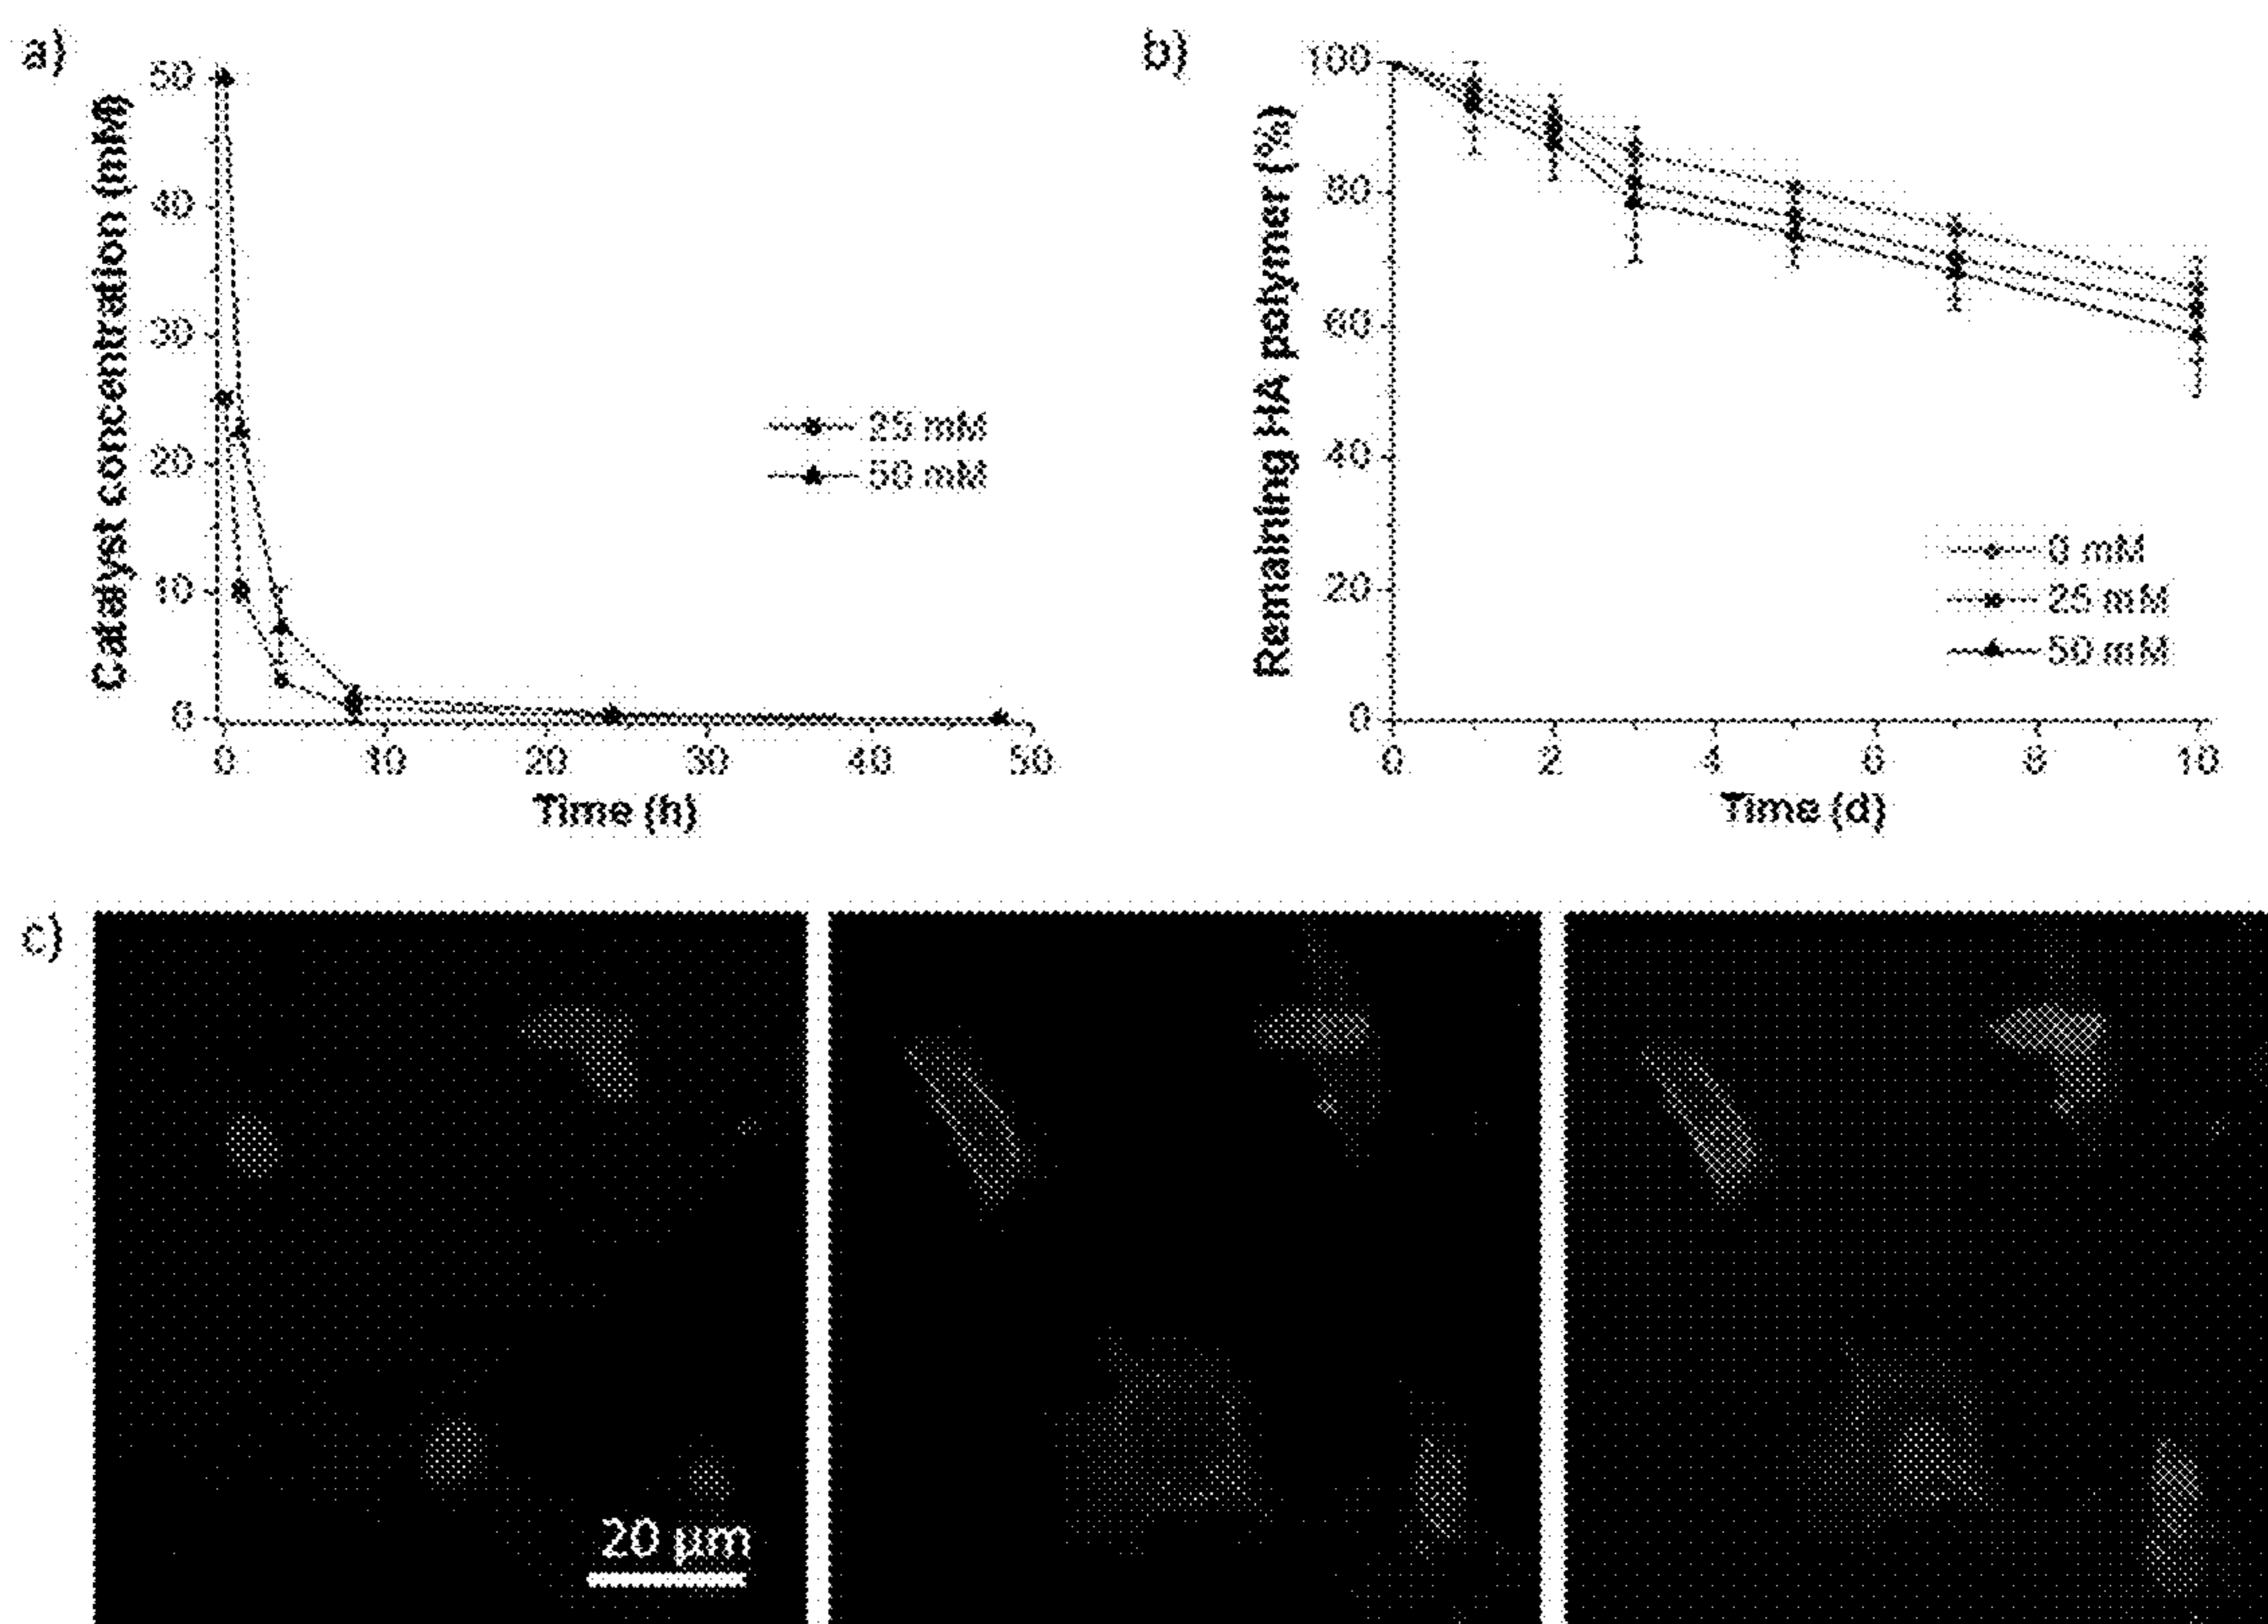 a)
Catalyst concentration (mM)
50
40
30
20
10
0
0 10 20 30 40 50
Time (h)
25 mM
50 mM
b)
Remaining HA polymer (%)
100
80
60
40
20
0
0 2 4 6 8 10
Time (d)
0 mM
25 mM
50 mM
c)
20 µm